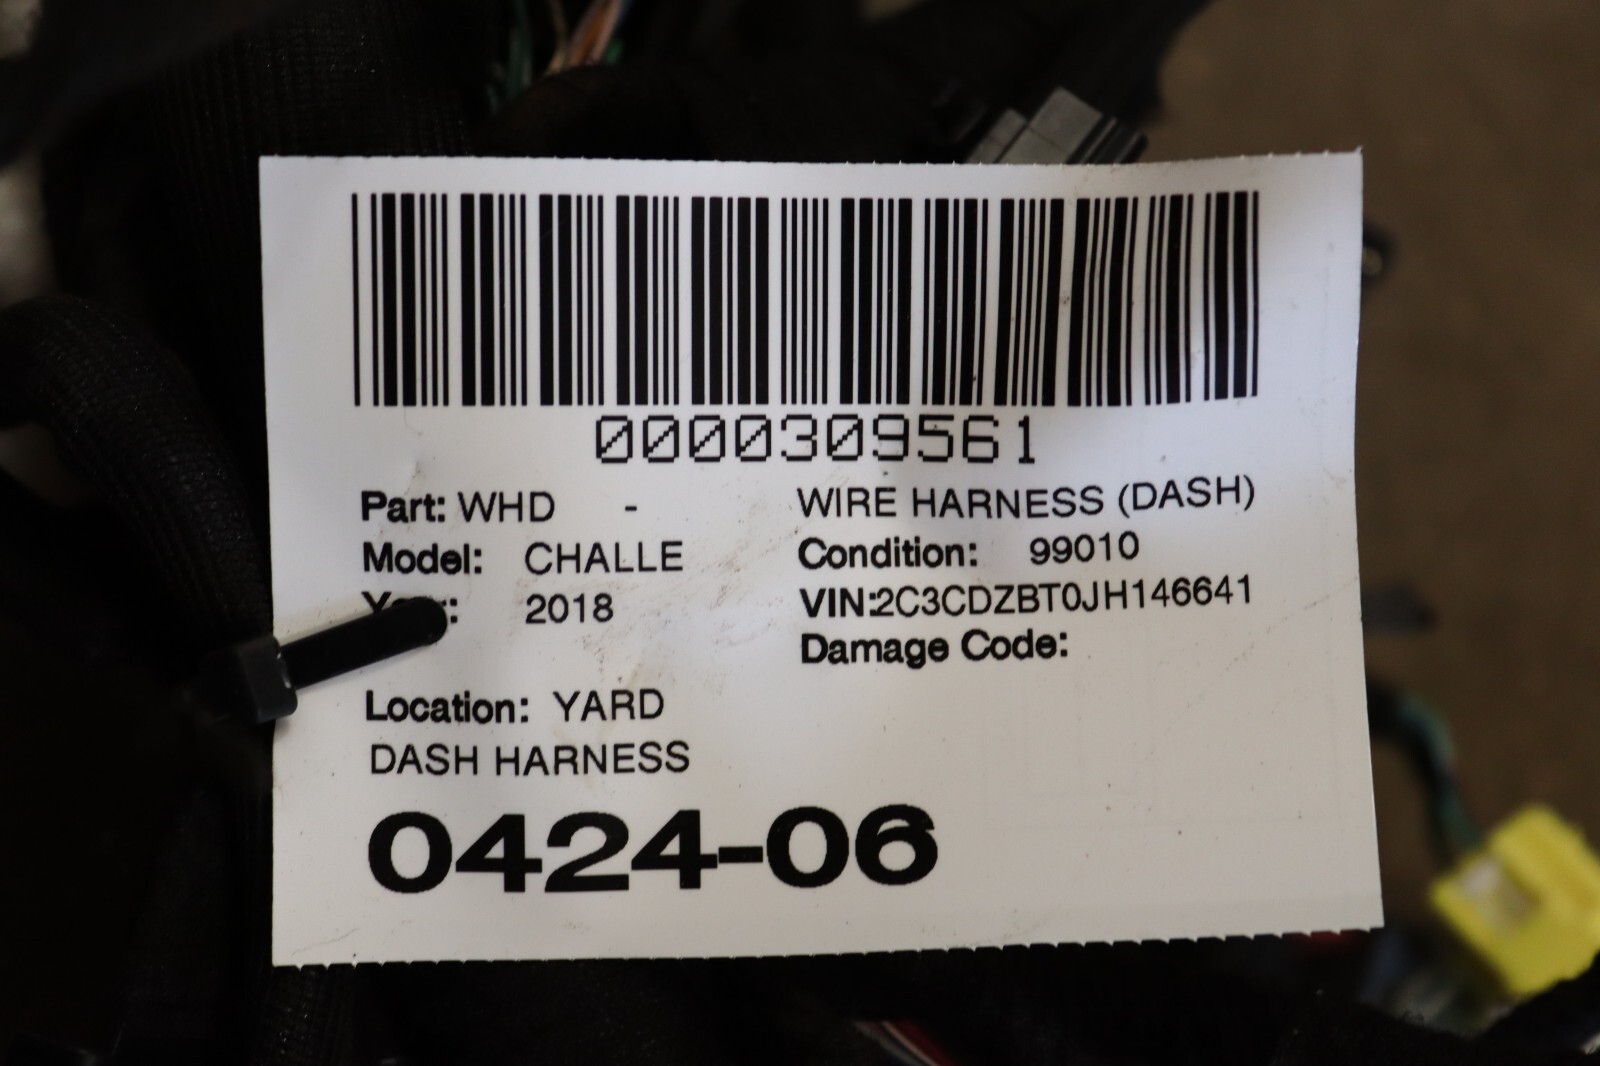 0000309561
Part: WHD - WIRE HARNESS (DASH)
Model: CHALLE Condition: 99010
Year: 2018 VIN:2C3CDZBT0JH146641
Damage Code:
Location: YARD
DASH HARNESS
0424-06